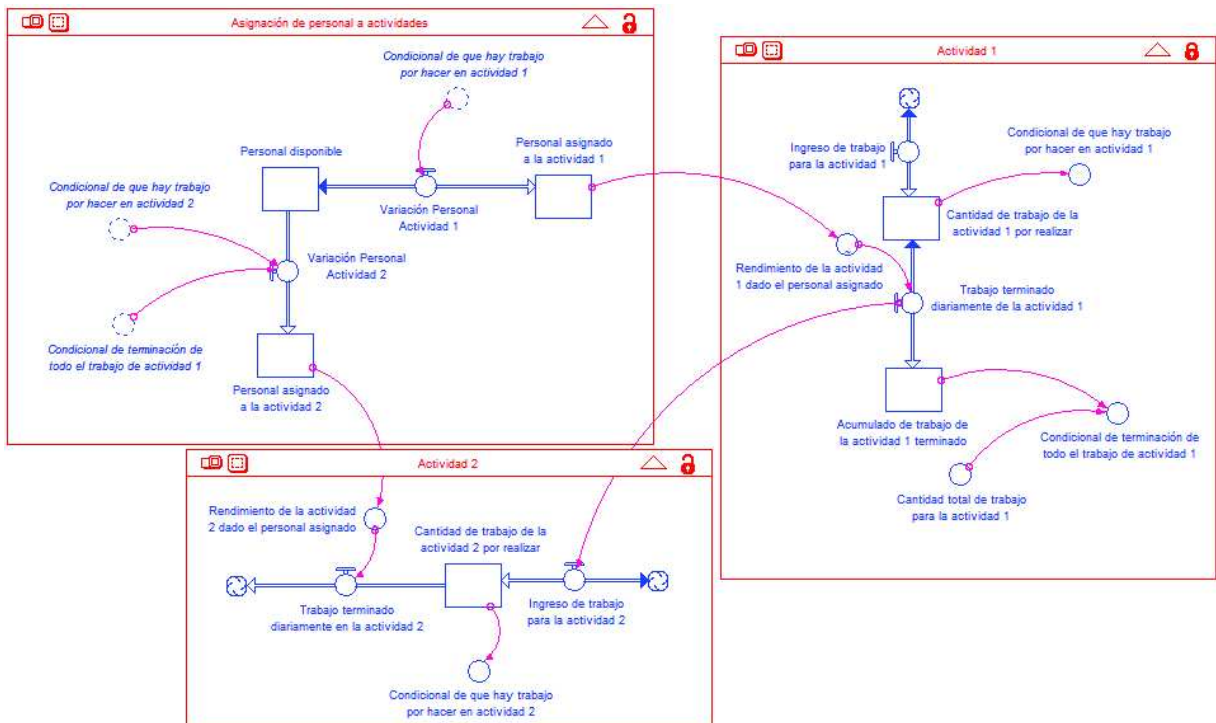 Asignación de personal a actividades
Condicional de que hay trabajo
por hacer en actividad 1
Personal disponible
Personal asignado
a la actividad 1
Condicional de que hay trabajo
por hacer en actividad 2
Variación Personal
Actividad 1
Variación Personal
Actividad 2
Condicional de terminación de
todo el trabajo de actividad 1
Personal asignado
a la actividad 2
Actividad 1
Ingreso de trabajo
para la actividad 1
Condicional de que hay trabajo
por hacer en actividad 1
Cantidad de trabajo de la
actividad 1 por realizar
Rendimiento de la actividad
1 dado el personal asignado
Trabajo terminado
diariamente de la actividad 1
Acumulado de trabajo de
la actividad 1 terminado
Condicional de terminación de
todo el trabajo de actividad 1
Cantidad total de trabajo
para la actividad 1
Actividad 2
Rendimiento de la actividad
2 dado el personal asignado
Cantidad de trabajo de la
actividad 2 por realizar
Trabajo terminado
diariamente en la actividad 2
Ingreso de trabajo
para la actividad 2
Condicional de que hay trabajo
por hacer en actividad 2